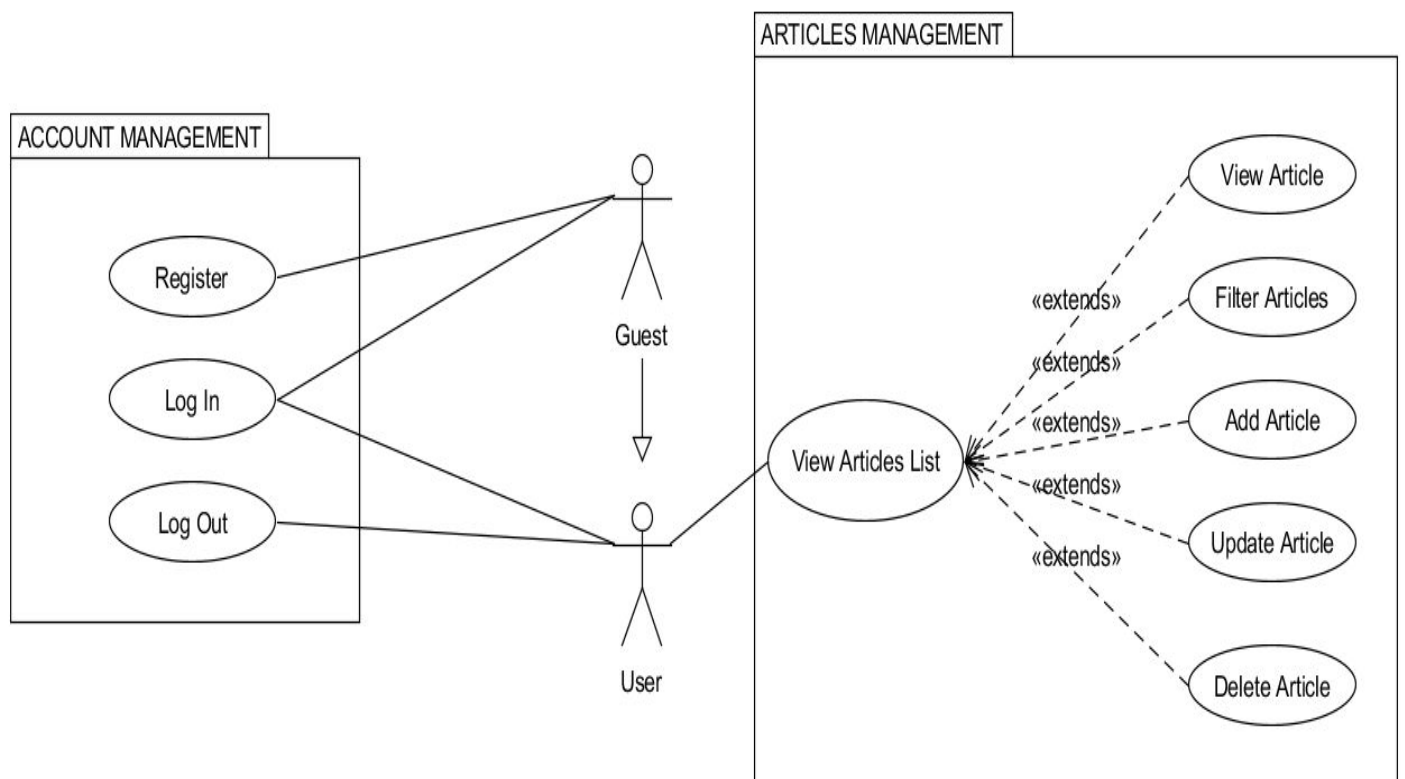 ARTICLES MANAGEMENT
ACCOUNT MANAGEMENT
View Article
Register
Filter Articles
«extends»
Guest
«extends»
Log In
Add Article
«extends»
View Articles List
«extends»
Log Out
Update Article
«extends»
User
Delete Article